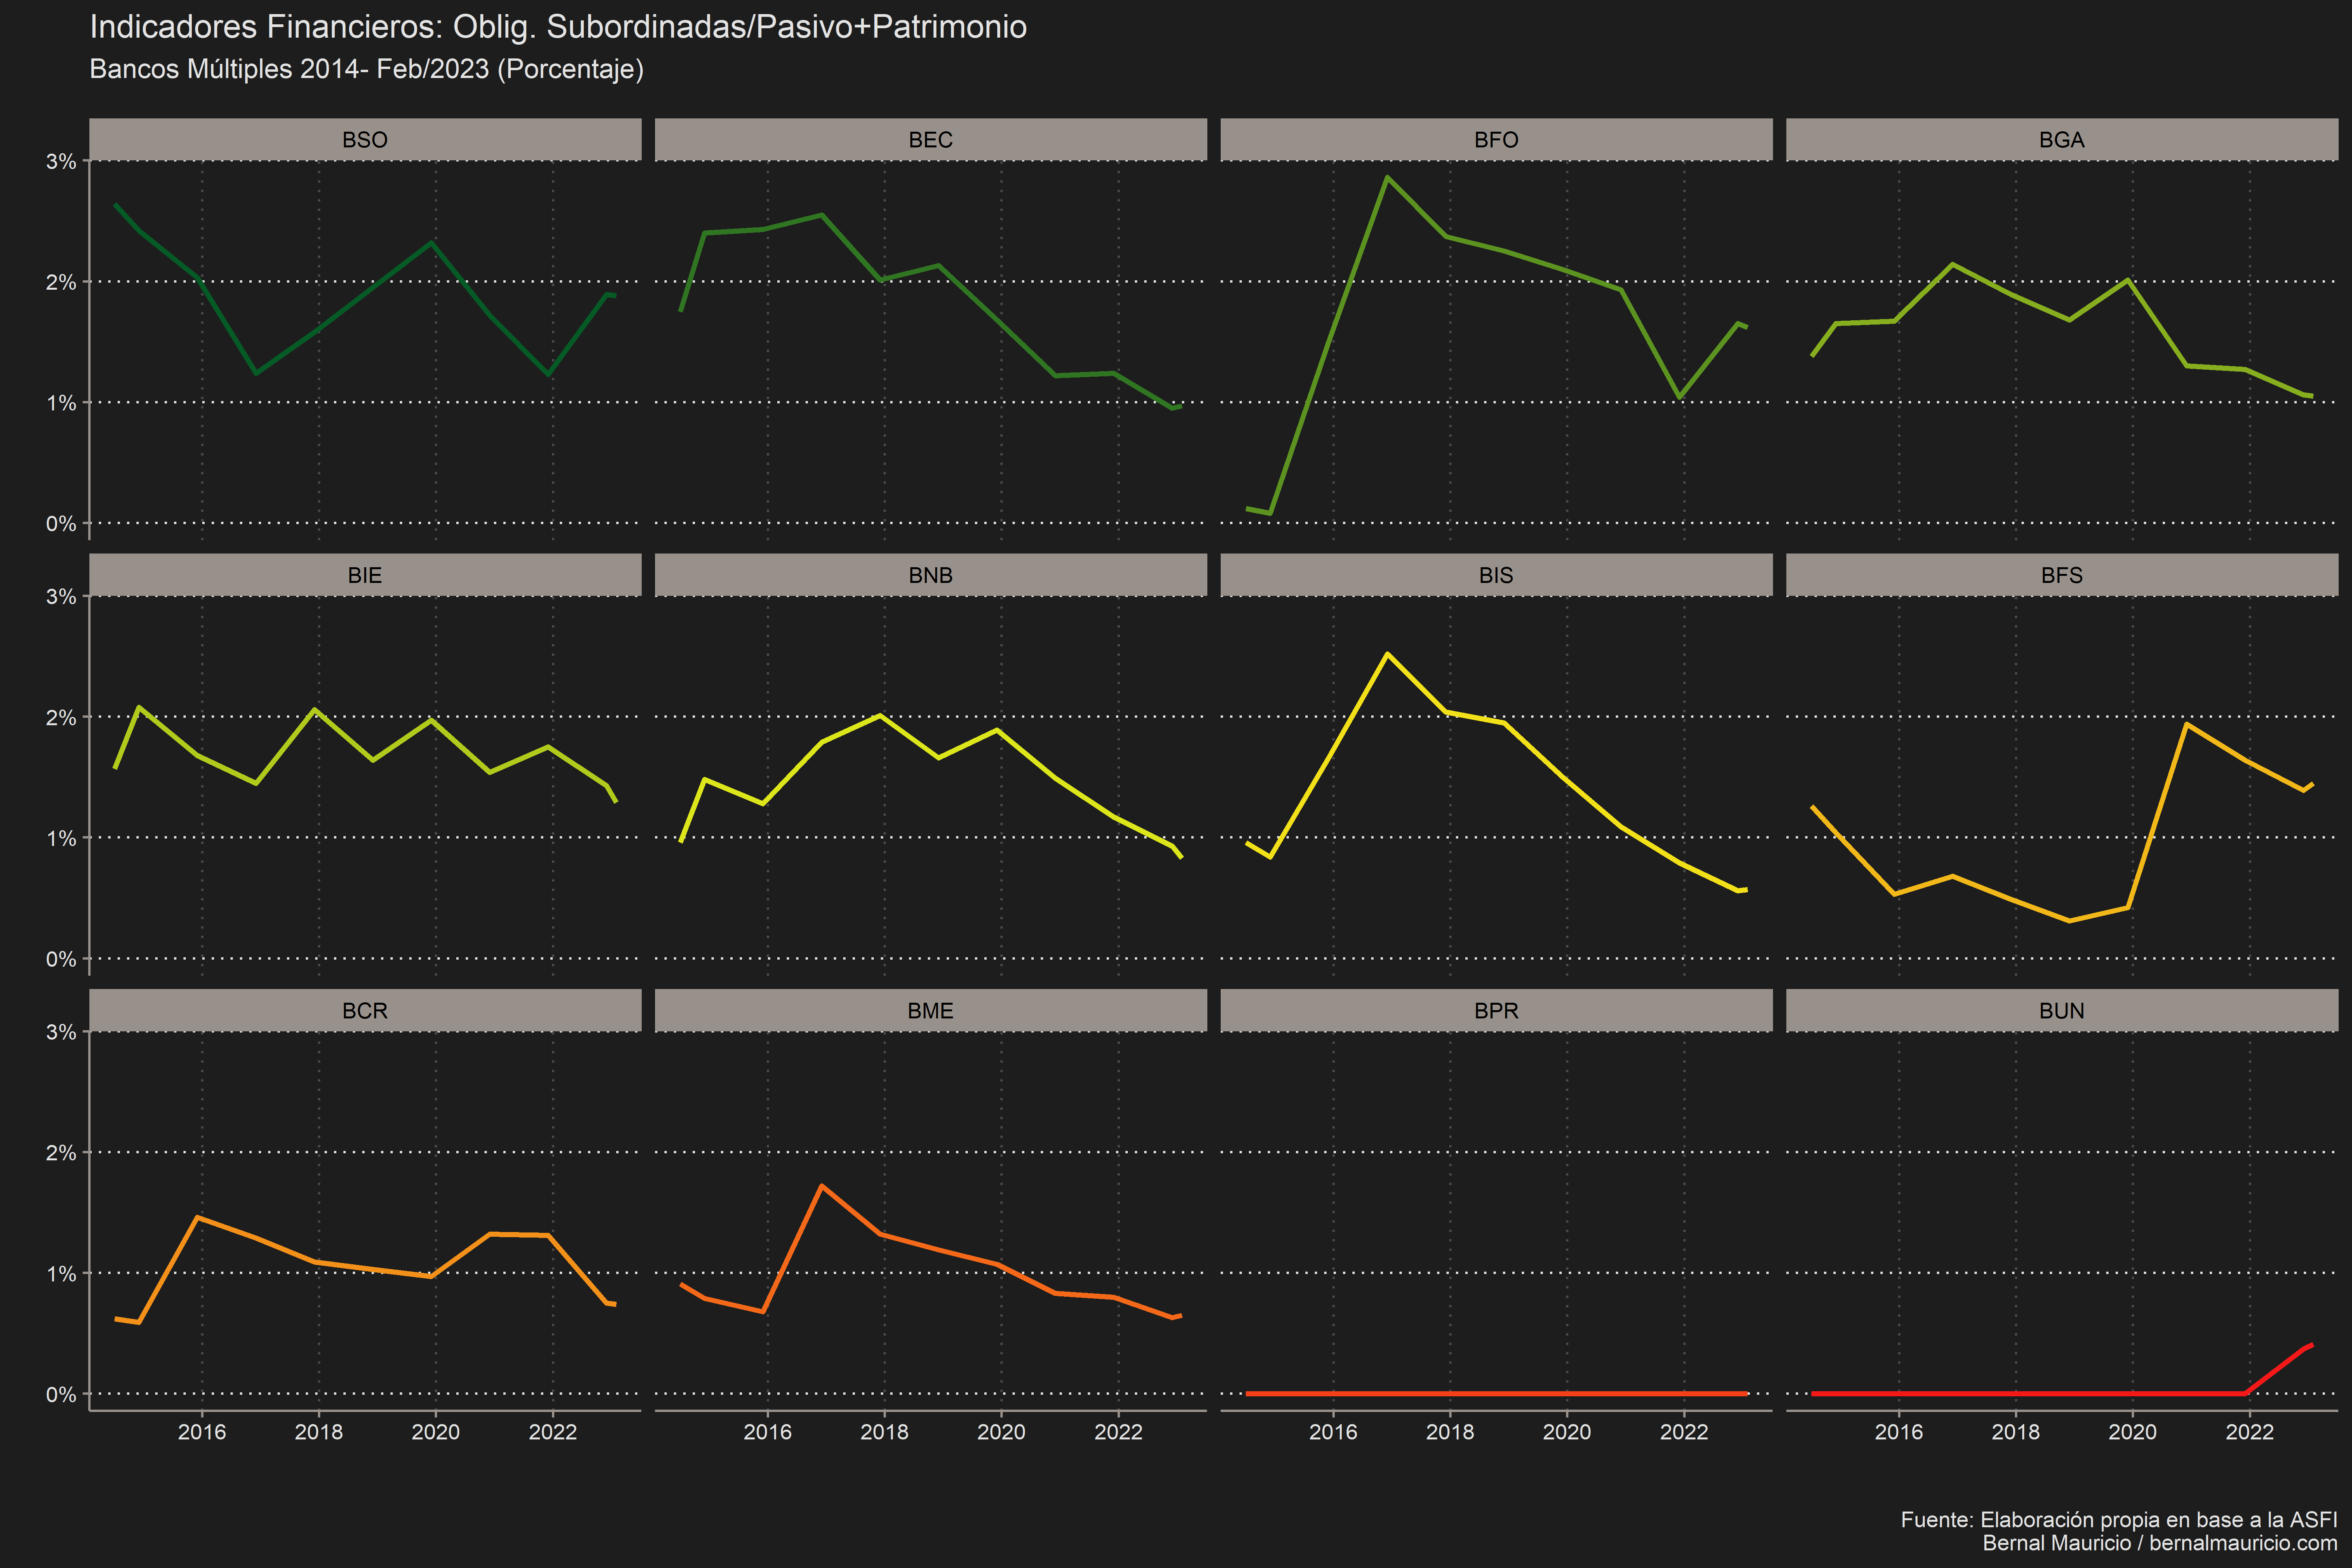 Indicadores Financieros: Oblig. Subordinadas/Pasivo+Patrimonio
Bancos Múltiples 2014- Feb/2023 (Porcentaje)
BSO BEC BFO BGA
3%
2%
1%
0%
BIE BNB BIS BFS
3%
2%
1%
0%
BCR BME BPR BUN
3%
2%
1%
0%
2016 2018 2020 2022 2016 2018 2020 2022 2016 2018 2020 2022 2016 2018 2020 2022
Fuente: Elaboración propia en base a la ASFI
Bernal Mauricio / bernalmauricio.com